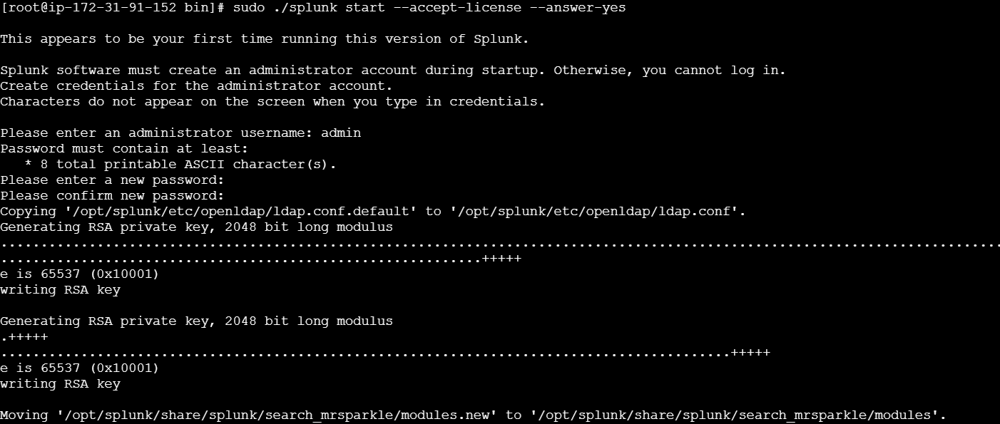 [root@ip-172-31-91-152 bin]# sudo ./splunk start --accept-license --answer-yes
This appears to be your first time running this version of Splunk.
Splunk software must create an administrator account during startup. Otherwise, you cannot log in.
Create credentials for the administrator account.
Characters do not appear on the screen when you type in credentials.
Please enter an administrator username: admin
Password must contain at least:
   * 8 total printable ASCII character(s).
Please enter a new password:
Please confirm new password:
Copying '/opt/splunk/etc/openldap/ldap.conf.default' to '/opt/splunk/etc/openldap/ldap.conf'.
Generating RSA private key, 2048 bit long modulus
.............................................................................................................................
............................................................+++++
e is 65537 (0x10001)
writing RSA key
Generating RSA private key, 2048 bit long modulus
.+++++
...........................................................................................+++++
e is 65537 (0x10001)
writing RSA key
Moving '/opt/splunk/share/splunk/search_mrsparkle/modules.new' to '/opt/splunk/share/splunk/search_mrsparkle/modules'.